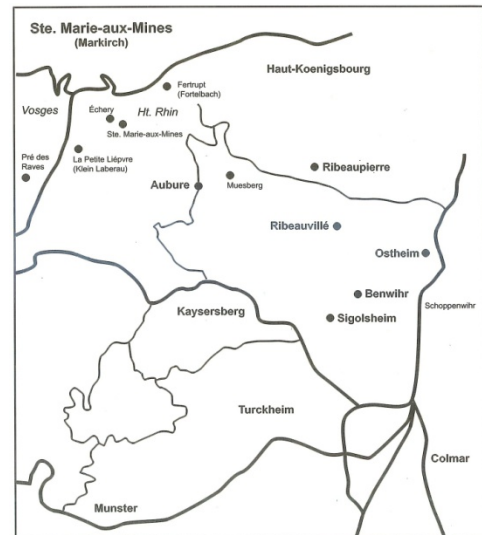 Ste. Marie-aux-Mines
(Markirch)
Haut-Koenigsbourg
Fertrupt
(Fortelbach)
Vosges
Échery
Ht. Rhin
Ste. Marie-aux-Mines
La Petite Liépvre
(Klein Laberau)
Pré des
Raves
Ribeaupierre
Aubure
Muesberg
Ribeauvillé
Ostheim
Benwihr
Schoppenwihr
Kaysersberg
Sigolsheim
Turckheim
Colmar
Munster